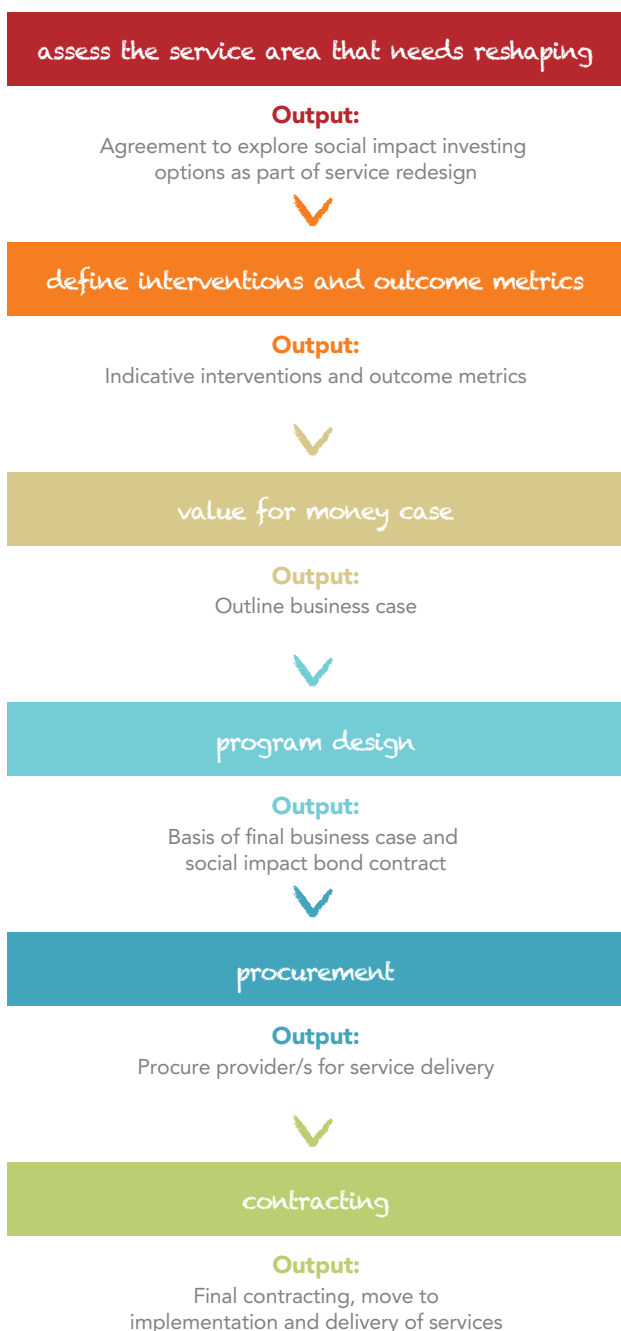 assess the service area that needs reshaping
Output:
Agreement to explore social impact investing
options as part of service redesign
define interventions and outcome metrics
Output:
Indicative interventions and outcome metrics
value for money case
Output:
Outline business case
program design
Output:
Basis of final business case and
social impact bond contract
procurement
Output:
Procure provider/s for service delivery
contracting
Output:
Final contracting, move to
implementation and delivery of services